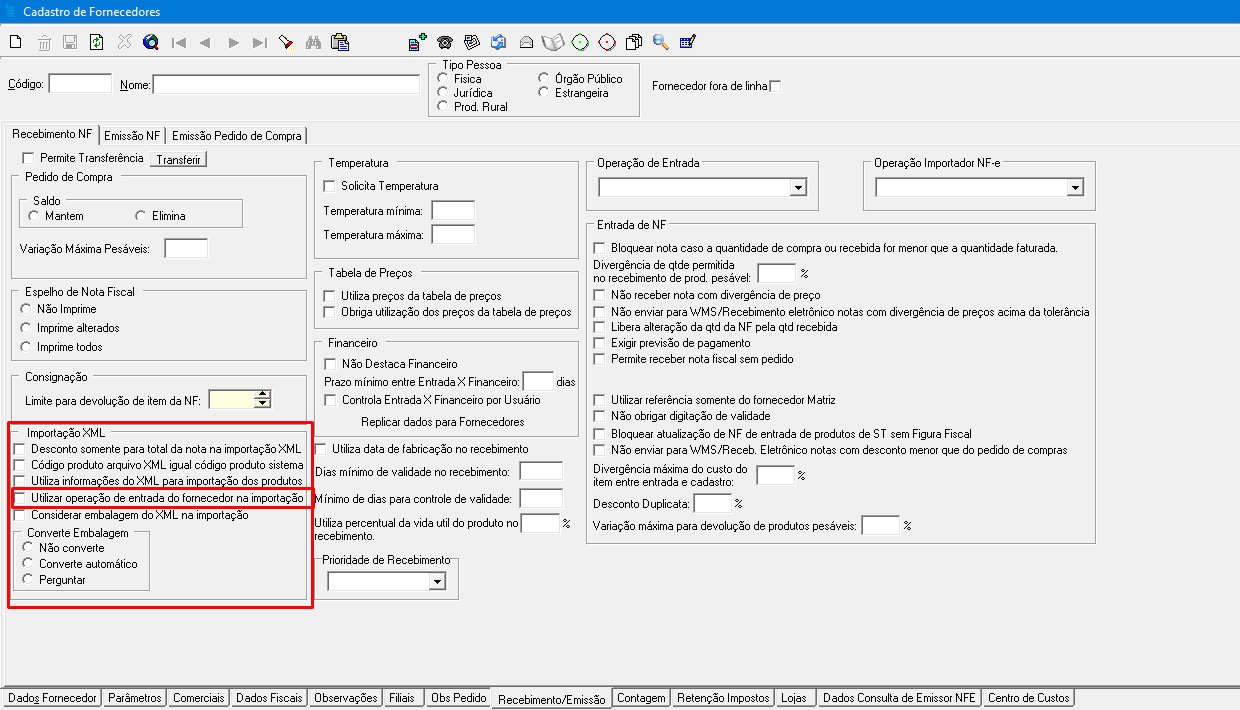 Cadastro de Fornecedores
Código:
Nome:
Tipo Pessoa
Fisica
Órgão Público
Jurídica
Estrangeira
Prod. Rural
Fornecedor fora de linha
Recebimento NF
Emissão NF
Emissão Pedido de Compra
Permite Transferência
Transferir
Pedido de Compra
Saldo
Mantem
Elimina
Variação Máxima Pesáveis:
Espelho de Nota Fiscal
Não Imprime
Imprime alterados
Imprime todos
Consignação
Limite para devolução de item da NF:
Importação XML
Desconto somente para total da nota na importação XML
Código produto arquivo XML igual código produto sistema
Utiliza informações do XML para importação dos produtos
Utilizar operação de entrada do fornecedor na importação
Considerar embalagem do XML na importação
Converte Embalagem
Não converte
Converte automático
Perguntar
Temperatura
Solicita Temperatura
Temperatura mínima:
Temperatura máxima:
Tabela de Preços
Utiliza preços da tabela de preços
Obriga utilização dos preços da tabela de preços
Financeiro
Não Destaca Financeiro
Prazo mínimo entre Entrada X Financeiro:
dias
Controla Entrada X Financeiro por Usuário
Replicar dados para Fornecedores
Utiliza data de fabricação no recebimento
Dias mínimo de validade no recebimento:
Mínimo de dias para controle de validade:
Utiliza percentual da vida util do produto no
recebimento.
%
Prioridade de Recebimento
Operação de Entrada
Operação Importador NF-e
Entrada de NF
Bloquear nota caso a quantidade de compra ou recebida for menor que a quantidade faturada.
Divergência de qtde permitida
no recebimento de prod. pesável:
%
Não receber nota com divergência de preço
Não enviar para WMS/Recebimento eletrônico notas com divergência de preços acima da tolerância
Libera alteração da qtd da NF pela qtd recebida
Exigir previsão de pagamento
Permite receber nota fiscal sem pedido
Utilizar referência somente do fornecedor Matriz
Não obrigar digitação de validade
Bloquear atualização de NF de entrada de produtos de ST sem Figura Fiscal
Não enviar para WMS/Receb. Eletrônico notas com desconto menor que do pedido de compras
Divergência máxima do custo do
item entre entrada e cadastro:
%
Desconto Duplicata:
%
Variação máxima para devolução de produtos pesáveis:
%
Dados Fornecedor
Parâmetros
Comerciais
Dados Fiscais
Observações
Filiais
Obs Pedido
Recebimento/Emissão
Contagem
Retenção Impostos
Lojas
Dados Consulta de Emissor NFE
Centro de Custos